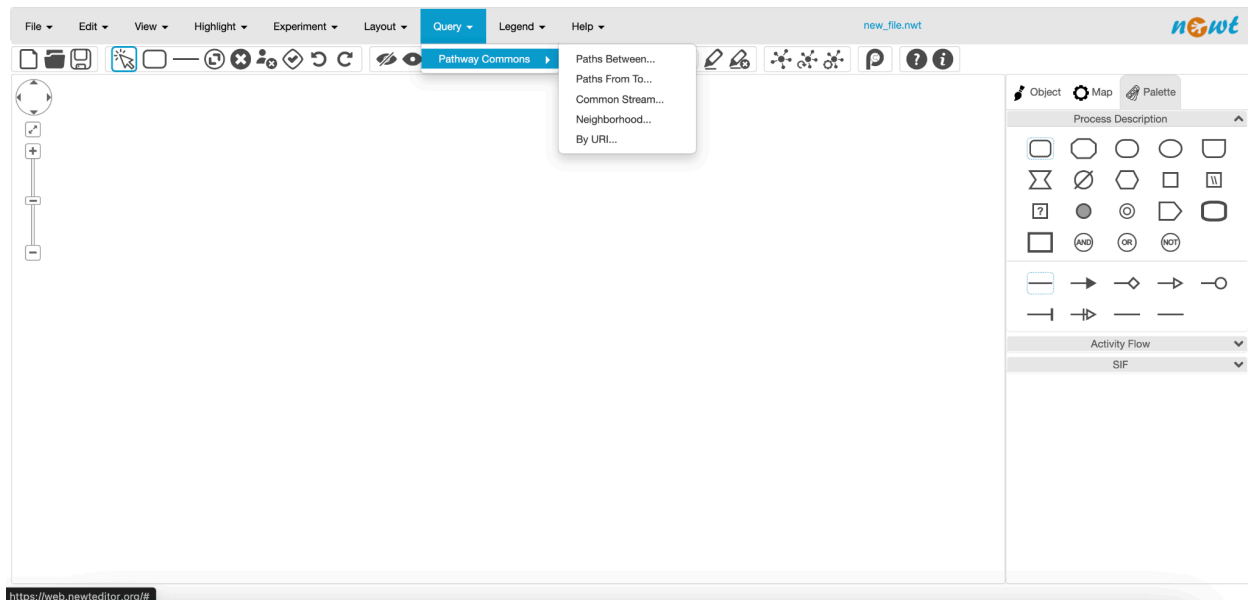 File Edit View Highlight Experiment Layout Query Legend Help new_file.nwt newt
Pathway Commons
Paths Between...
Paths From To...
Common Stream...
Neighborhood...
By URI...
Object Map Palette
Process Description
?
\\
AND OR NOT
Activity Flow
SIF
https://web.newteditor.org/#